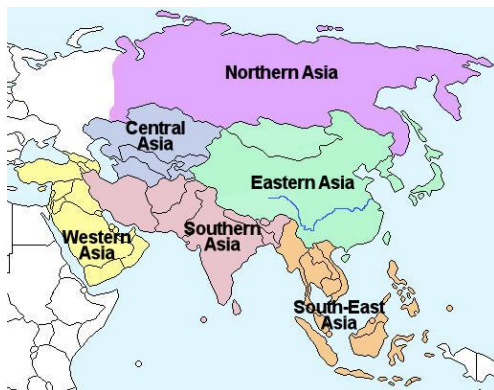 Northern Asia
Central
Asia
Eastern Asia
Western
Asia
Southern
Asia
South-East
Asia